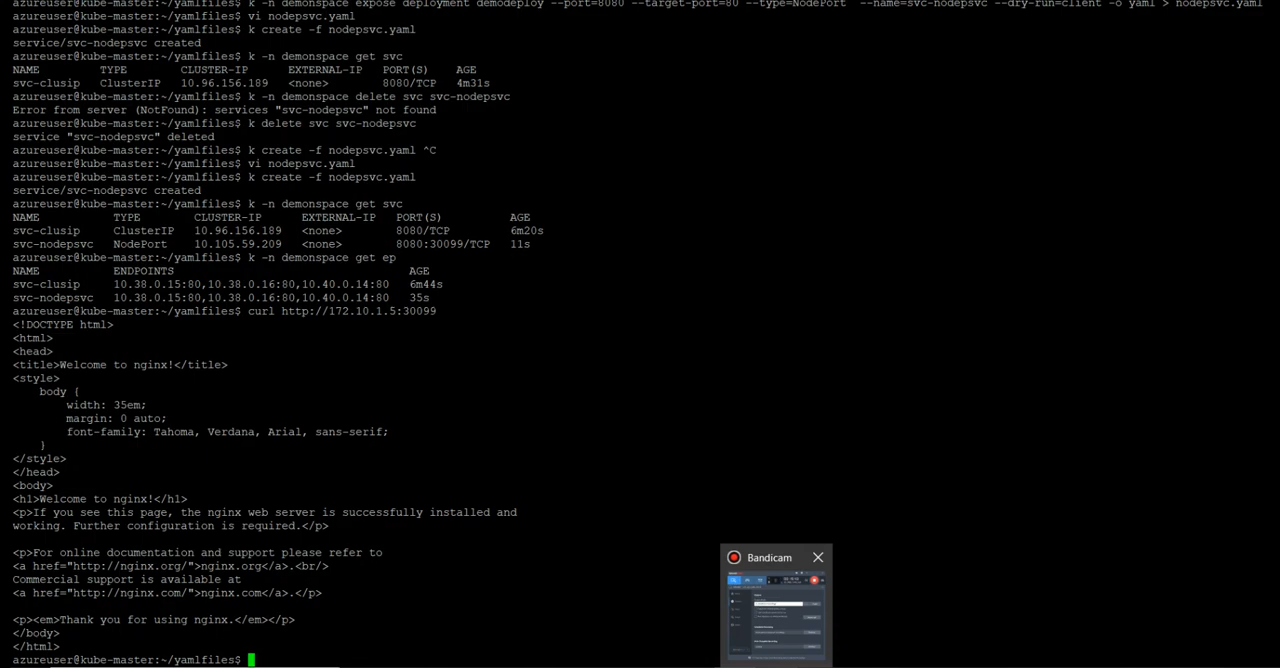 azureuser@kube-master:~/yamlfiles$ k -n demonspace expose deployment demodeploy --port=8080 --target-port=80 --type=NodePort  --name=svc-nodepsvc --dry-run=client -o yaml > nodepsvc.yaml
azureuser@kube-master:~/yamlfiles$ vi nodepsvc.yaml
azureuser@kube-master:~/yamlfiles$ k create -f nodepsvc.yaml
service/svc-nodepsvc created
azureuser@kube-master:~/yamlfiles$ k -n demonspace get svc
NAME         TYPE        CLUSTER-IP      EXTERNAL-IP   PORT(S)    AGE
svc-clusip   ClusterIP   10.96.156.189   <none>        8080/TCP   4m31s
azureuser@kube-master:~/yamlfiles$ k -n demonspace delete svc svc-nodepsvc
Error from server (NotFound): services "svc-nodepsvc" not found
azureuser@kube-master:~/yamlfiles$ k delete svc svc-nodepsvc
service "svc-nodepsvc" deleted
azureuser@kube-master:~/yamlfiles$ k create -f nodepsvc.yaml ^C
azureuser@kube-master:~/yamlfiles$ vi nodepsvc.yaml
azureuser@kube-master:~/yamlfiles$ k create -f nodepsvc.yaml
service/svc-nodepsvc created
azureuser@kube-master:~/yamlfiles$ k -n demonspace get svc
NAME           TYPE        CLUSTER-IP      EXTERNAL-IP   PORT(S)          AGE
svc-clusip     ClusterIP   10.96.156.189   <none>        8080/TCP         6m20s
svc-nodepsvc   NodePort    10.105.59.209   <none>        8080:30099/TCP   11s
azureuser@kube-master:~/yamlfiles$ k -n demonspace get ep
NAME           ENDPOINTS                                   AGE
svc-clusip     10.38.0.15:80,10.38.0.16:80,10.40.0.14:80   6m44s
svc-nodepsvc   10.38.0.15:80,10.38.0.16:80,10.40.0.14:80   35s
azureuser@kube-master:~/yamlfiles$ curl http://172.10.1.5:30099
<!DOCTYPE html>
<html>
<head>
<title>Welcome to nginx!</title>
<style>
    body {
        width: 35em;
        margin: 0 auto;
        font-family: Tahoma, Verdana, Arial, sans-serif;
    }
</style>
</head>
<body>
<h1>Welcome to nginx!</h1>
<p>If you see this page, the nginx web server is successfully installed and
working. Further configuration is required.</p>
<p>For online documentation and support please refer to
<a href="http://nginx.org/">nginx.org</a>.<br/>
Commercial support is available at
<a href="http://nginx.com/">nginx.com</a>.</p>
<p><em>Thank you for using nginx.</em></p>
</body>
</html>
azureuser@kube-master:~/yamlfiles$
Bandicam